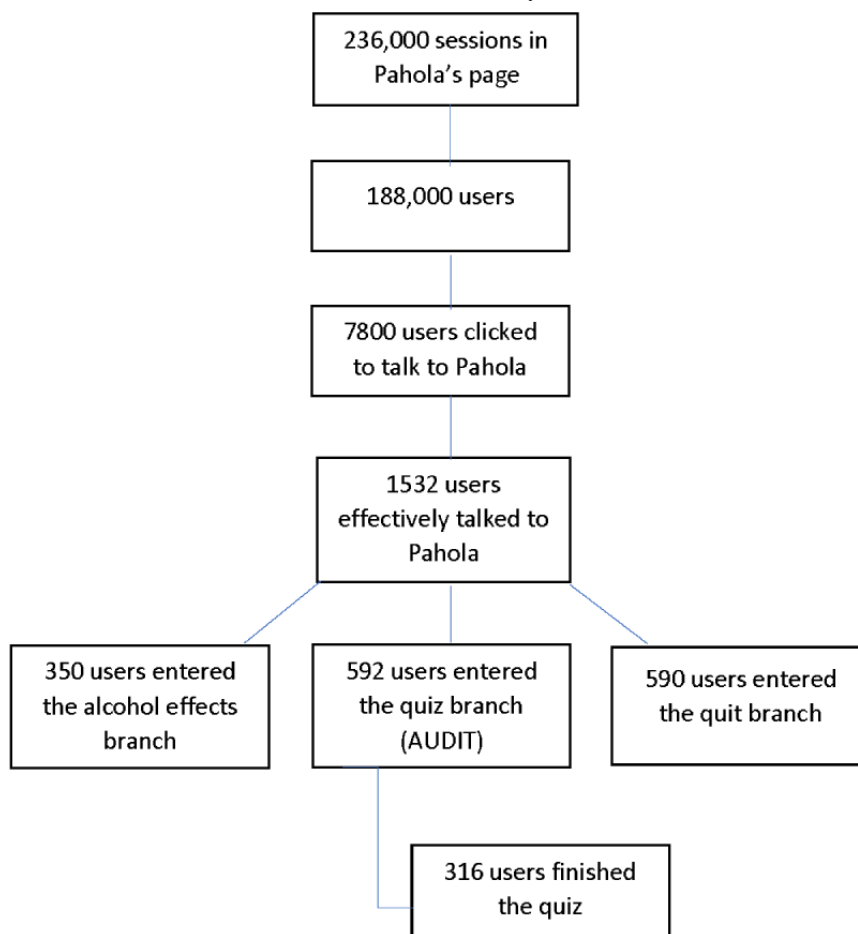 236,000 sessions in
Pahola's page
188,000 users
7800 users clicked
to talk to Pahola
1532 users
effectively talked to
Pahola
350 users entered
the alcohol effects
branch
592 users entered
the quiz branch
(AUDIT)
590 users entered
the quit branch
316 users finished
the quiz